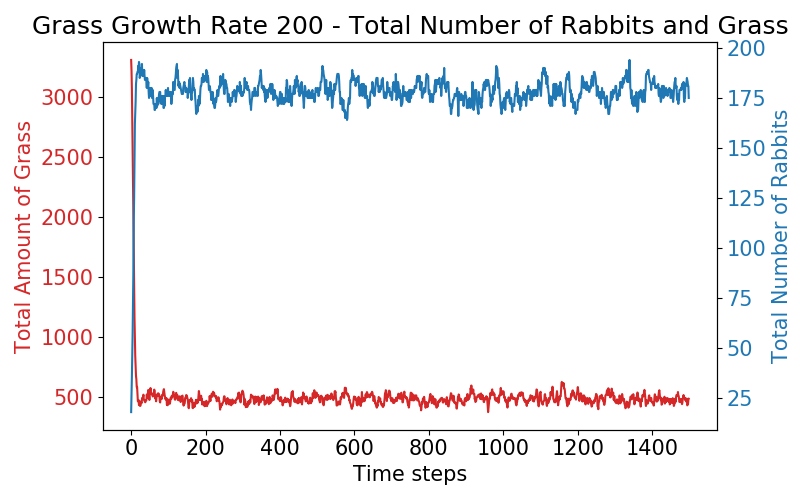 Grass Growth Rate 200 - Total Number of Rabbits and Grass
Total Amount of Grass
3000
2500
2000
1500
1000
500
200
175
150
125
100
75
50
25
Total Number of Rabbits
0 200 400 600 800 1000 1200 1400
Time steps